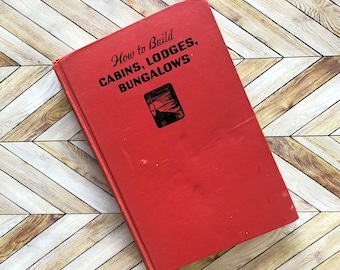 How to Build
CABINS, LODGES,
BUNGALOWS